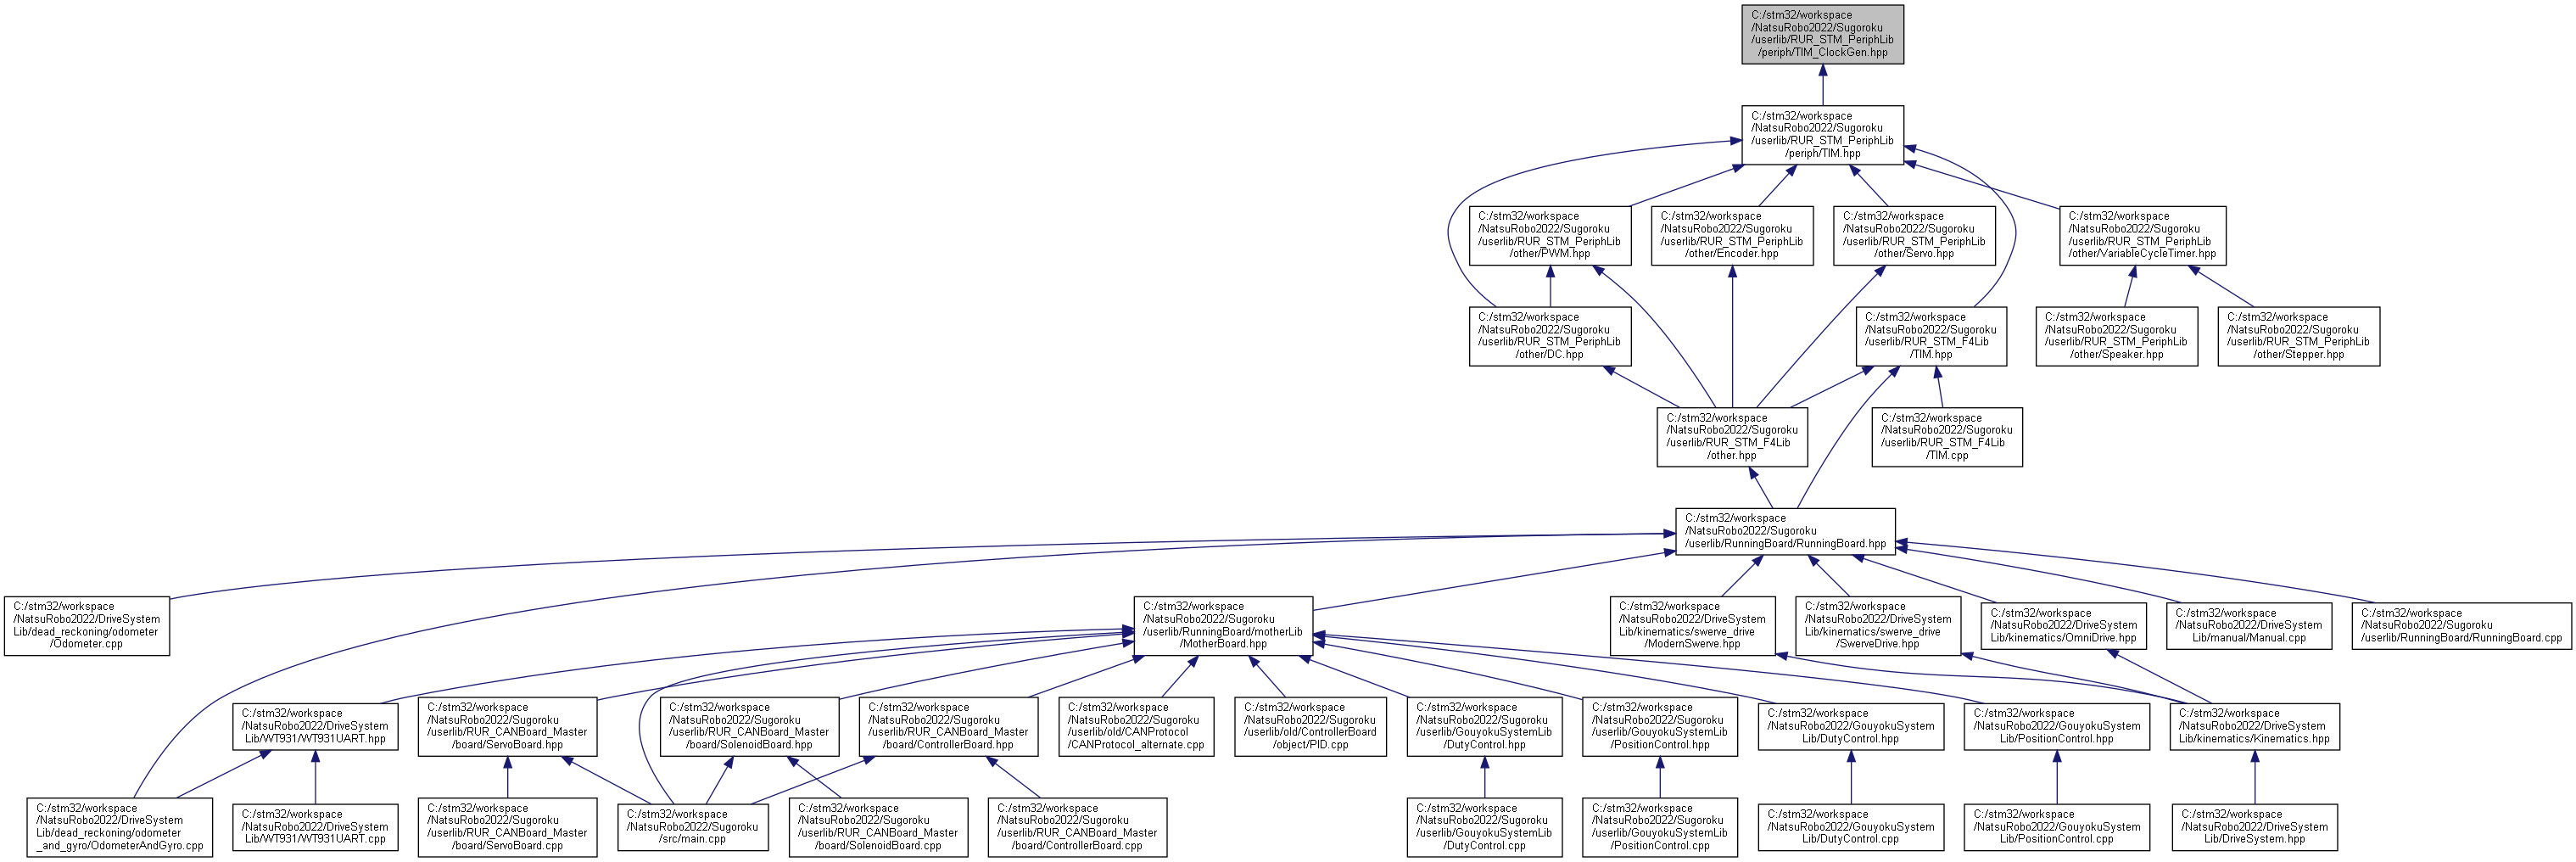 C:/stm32/workspace
/NatsuRobo2022/Sugoroku
/userlib/RUR_STM_PeriphLib
/periph/TIM_ClockGen.hpp
C:/stm32/workspace
/NatsuRobo2022/Sugoroku
/userlib/RUR_STM_PeriphLib
/periph/TIM.hpp
C:/stm32/workspace
/NatsuRobo2022/Sugoroku
/userlib/RUR_STM_PeriphLib
/other/PWM.hpp
C:/stm32/workspace
/NatsuRobo2022/Sugoroku
/userlib/RUR_STM_PeriphLib
/other/Encoder.hpp
C:/stm32/workspace
/NatsuRobo2022/Sugoroku
/userlib/RUR_STM_PeriphLib
/other/Servo.hpp
C:/stm32/workspace
/NatsuRobo2022/Sugoroku
/userlib/RUR_STM_PeriphLib
/other/VariableCycleTimer.hpp
C:/stm32/workspace
/NatsuRobo2022/Sugoroku
/userlib/RUR_STM_PeriphLib
/other/DC.hpp
C:/stm32/workspace
/NatsuRobo2022/Sugoroku
/userlib/RUR_STM_F4Lib
/TIM.hpp
C:/stm32/workspace
/NatsuRobo2022/Sugoroku
/userlib/RUR_STM_PeriphLib
/other/Speaker.hpp
C:/stm32/workspace
/NatsuRobo2022/Sugoroku
/userlib/RUR_STM_PeriphLib
/other/Stepper.hpp
C:/stm32/workspace
/NatsuRobo2022/Sugoroku
/userlib/RUR_STM_F4Lib
/other.hpp
C:/stm32/workspace
/NatsuRobo2022/Sugoroku
/userlib/RUR_STM_F4Lib
/TIM.cpp
C:/stm32/workspace
/NatsuRobo2022/Sugoroku
/userlib/RunningBoard/RunningBoard.hpp
C:/stm32/workspace
/NatsuRobo2022/DriveSystem
Lib/dead_reckoning/odometer
/Odometer.cpp
C:/stm32/workspace
/NatsuRobo2022/Sugoroku
/userlib/RunningBoard/motherLib
/MotherBoard.hpp
C:/stm32/workspace
/NatsuRobo2022/DriveSystem
Lib/kinematics/swerve_drive
/ModernSwerve.hpp
C:/stm32/workspace
/NatsuRobo2022/DriveSystem
Lib/kinematics/swerve_drive
/SwerveDrive.hpp
C:/stm32/workspace
/NatsuRobo2022/DriveSystem
Lib/kinematics/OmniDrive.hpp
C:/stm32/workspace
/NatsuRobo2022/DriveSystem
Lib/manual/Manual.cpp
C:/stm32/workspace
/NatsuRobo2022/Sugoroku
/userlib/RunningBoard/RunningBoard.cpp
C:/stm32/workspace
/NatsuRobo2022/DriveSystem
Lib/WT931/WT931UART.hpp
C:/stm32/workspace
/NatsuRobo2022/Sugoroku
/userlib/RUR_CANBoard_Master
/board/ServoBoard.hpp
C:/stm32/workspace
/NatsuRobo2022/Sugoroku
/userlib/RUR_CANBoard_Master
/board/SolenoidBoard.hpp
C:/stm32/workspace
/NatsuRobo2022/Sugoroku
/userlib/RUR_CANBoard_Master
/board/ControllerBoard.hpp
C:/stm32/workspace
/NatsuRobo2022/Sugoroku
/userlib/old/CANProtocol
/CANProtocol_alternate.cpp
C:/stm32/workspace
/NatsuRobo2022/Sugoroku
/userlib/old/ControllerBoard
/object/PID.cpp
C:/stm32/workspace
/NatsuRobo2022/Sugoroku
/userlib/GouyokuSystemLib
/DutyControl.hpp
C:/stm32/workspace
/NatsuRobo2022/Sugoroku
/userlib/GouyokuSystemLib
/PositionControl.hpp
C:/stm32/workspace
/NatsuRobo2022/GouyokuSystem
Lib/DutyControl.hpp
C:/stm32/workspace
/NatsuRobo2022/GouyokuSystem
Lib/PositionControl.hpp
C:/stm32/workspace
/NatsuRobo2022/DriveSystem
Lib/kinematics/Kinematics.hpp
C:/stm32/workspace
/NatsuRobo2022/DriveSystem
Lib/dead_reckoning/odometer
_and_gyro/OdometerAndGyro.cpp
C:/stm32/workspace
/NatsuRobo2022/DriveSystem
Lib/WT931/WT931UART.cpp
C:/stm32/workspace
/NatsuRobo2022/Sugoroku
/userlib/RUR_CANBoard_Master
/board/ServoBoard.cpp
C:/stm32/workspace
/NatsuRobo2022/Sugoroku
/src/main.cpp
C:/stm32/workspace
/NatsuRobo2022/Sugoroku
/userlib/RUR_CANBoard_Master
/board/SolenoidBoard.cpp
C:/stm32/workspace
/NatsuRobo2022/Sugoroku
/userlib/RUR_CANBoard_Master
/board/ControllerBoard.cpp
C:/stm32/workspace
/NatsuRobo2022/Sugoroku
/userlib/GouyokuSystemLib
/DutyControl.cpp
C:/stm32/workspace
/NatsuRobo2022/Sugoroku
/userlib/GouyokuSystemLib
/PositionControl.cpp
C:/stm32/workspace
/NatsuRobo2022/GouyokuSystem
Lib/DutyControl.cpp
C:/stm32/workspace
/NatsuRobo2022/GouyokuSystem
Lib/PositionControl.cpp
C:/stm32/workspace
/NatsuRobo2022/DriveSystem
Lib/DriveSystem.hpp